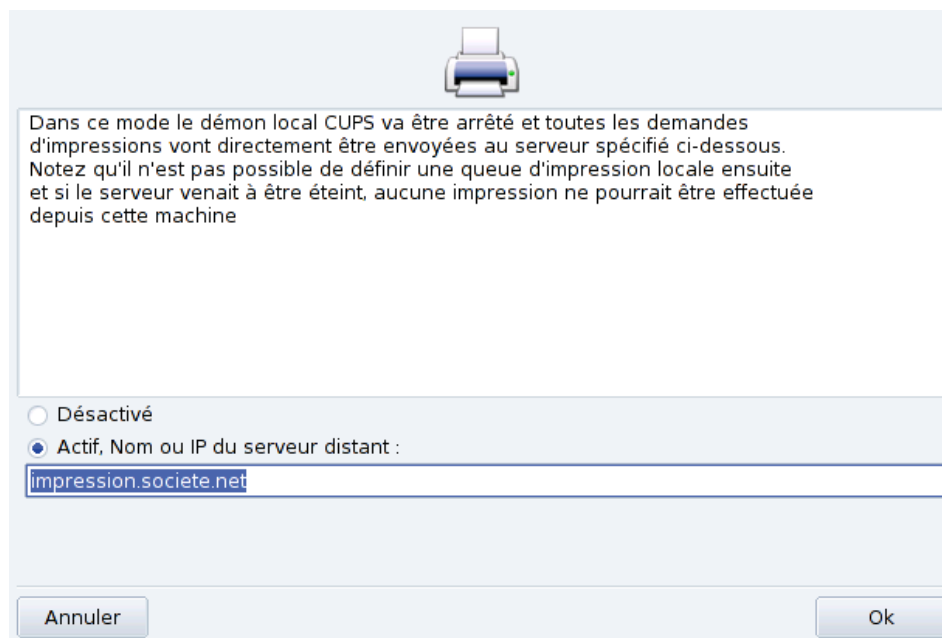 Dans ce mode le démon local CUPS va être arrêté et toutes les demandes
d'impressions vont directement être envoyées au serveur spécifié ci-dessous.
Notez qu'il n'est pas possible de définir une queue d'impression locale ensuite
et si le serveur venait à être éteint, aucune impression ne pourrait être effectuée
depuis cette machine
Désactivé
Actif, Nom ou IP du serveur distant :
impression.societe.net
Annuler
Ok